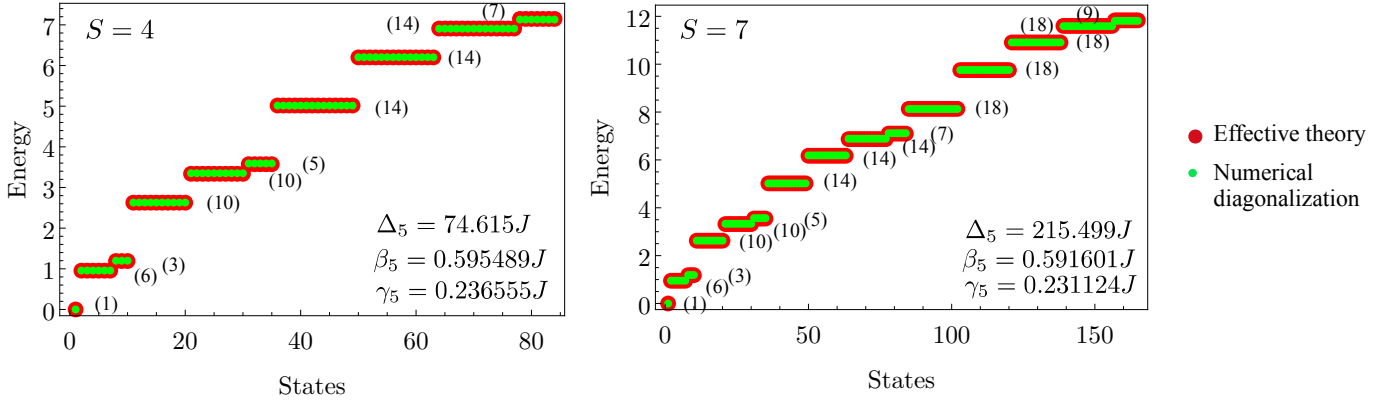 S = 4
Energy
7
6
5
4
3
2
1
0
(1)
(6)
(3)
(10)
(10)
(5)
(14)
(14)
(14)
(7)
Δ₅ = 74.615J
β₅ = 0.595489J
γ₅ = 0.236555J
0 20 40 60 80
States
S = 7
Energy
12
10
8
6
4
2
0
(1)
(6)
(3)
(10)
(10)
(5)
(14)
(14)
(7)
(18)
(18)
(18)
(18)
(9)
Δ₅ = 215.499J
β₅ = 0.591601J
γ₅ = 0.231124J
0 50 100 150
States
Effective theory
Numerical
diagonalization